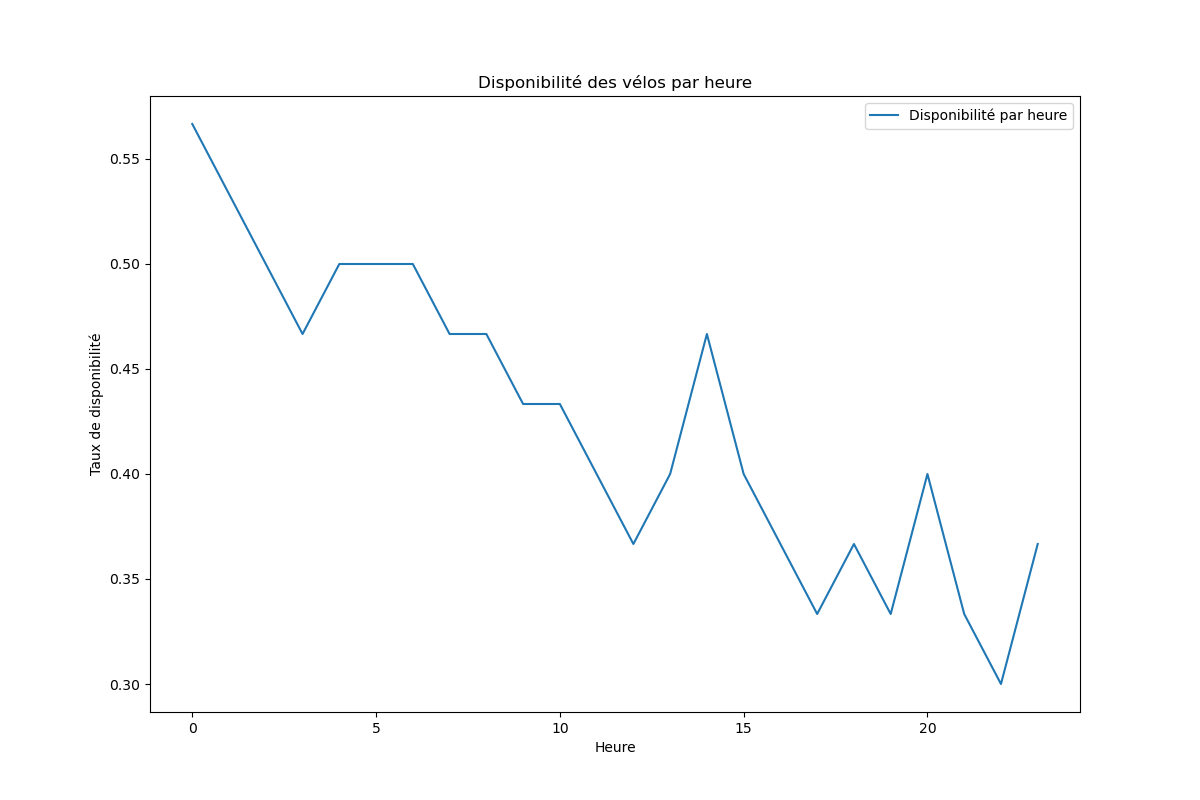 Disponibilité des vélos par heure
Disponibilité par heure
Taux de disponibilité
0.55
0.50
0.45
0.40
0.35
0.30
0 5 10 15 20
Heure